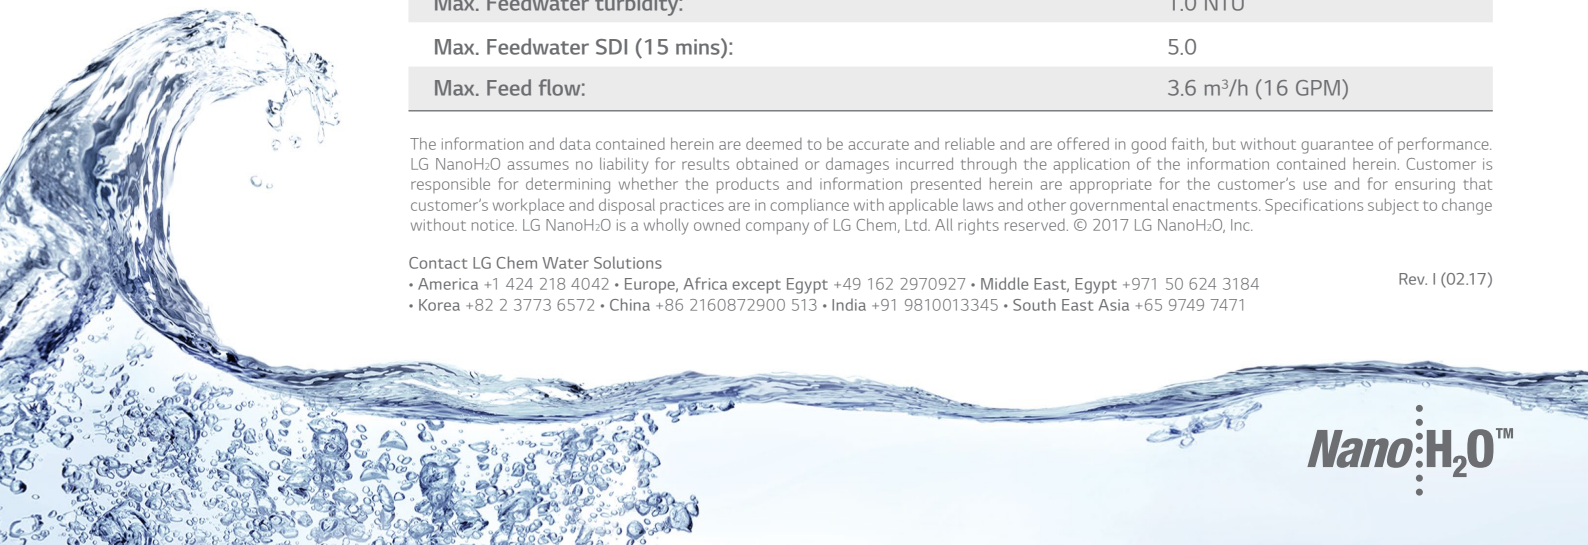 Max. Feedwater turbidity: 1.0 NTU
Max. Feedwater SDI (15 mins): 5.0
Max. Feed flow: 3.6 m³/h (16 GPM)
The information and data contained herein are deemed to be accurate and reliable and are offered in good faith, but without guarantee of performance.
LG NanoH₂O assumes no liability for results obtained or damages incurred through the application of the information contained herein. Customer is
responsible for determining whether the products and information presented herein are appropriate for the customer's use and for ensuring that
customer's workplace and disposal practices are in compliance with applicable laws and other governmental enactments. Specifications subject to change
without notice. LG NanoH₂O is a wholly owned company of LG Chem, Ltd. All rights reserved. © 2017 LG NanoH₂O, Inc.
Contact LG Chem Water Solutions
• America +1 424 218 4042 • Europe, Africa except Egypt +49 162 2970927 • Middle East, Egypt +971 50 624 3184
• Korea +82 2 3773 6572 • China +86 2160872900 513 • India +91 9810013345 • South East Asia +65 9749 7471
Rev. I (02.17)
NanoH₂O™